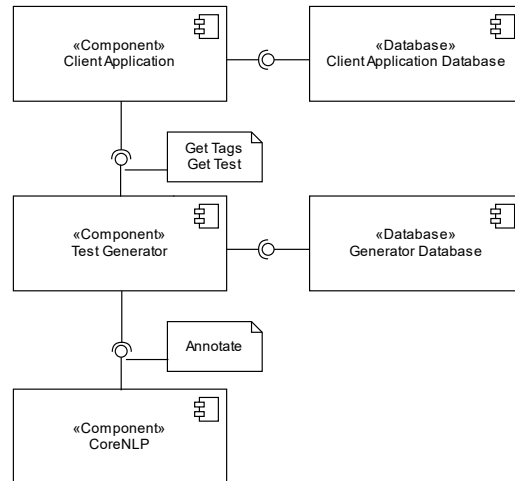 «Component»
Client Application
«Database»
Client Application Database
Get Tags
Get Test
«Component»
Test Generator
«Database»
Generator Database
Annotate
«Component»
CoreNLP